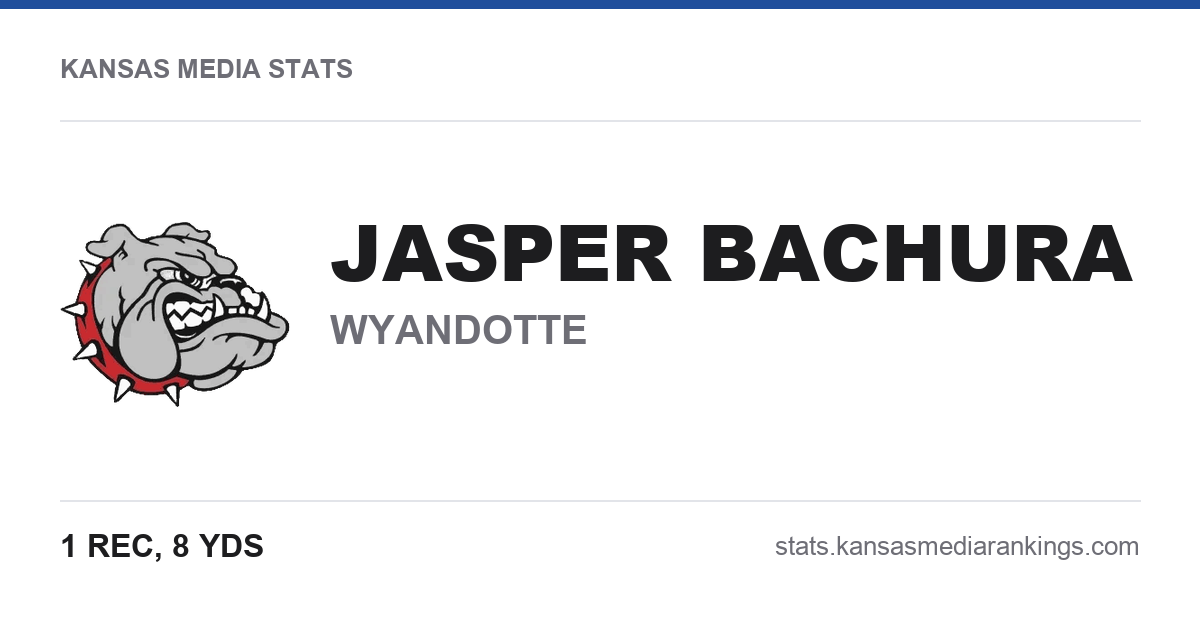 KANSAS MEDIA STATS
JASPER BACHURA
WYANDOTTE
1 REC, 8 YDS
stats.kansasmediarankings.com